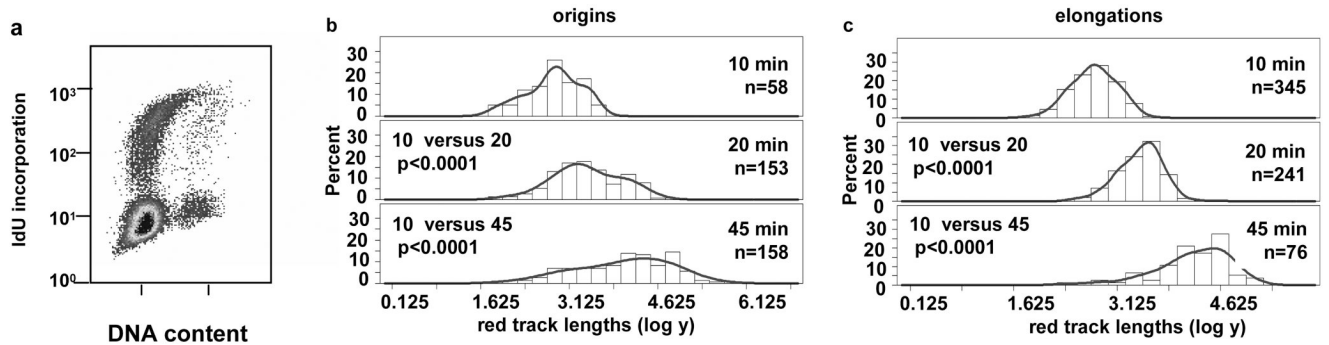 a
IdU incorporation
10³
10²
10¹
10⁰
DNA content
b
origins
Percent
30
20
10
0
10 min
n=58
30
20
10
0
10 versus 20
p<0.0001
20 min
n=153
30
20
10
0
10 versus 45
p<0.0001
45 min
n=158
0.125 1.625 3.125 4.625 6.125
red track lengths (log y)
c
elongations
Percent
30
20
10
0
10 min
n=345
30
20
10
0
10 versus 20
p<0.0001
20 min
n=241
30
20
10
0
10 versus 45
p<0.0001
45 min
n=76
0.125 1.625 3.125 4.625
red track lengths (log y)